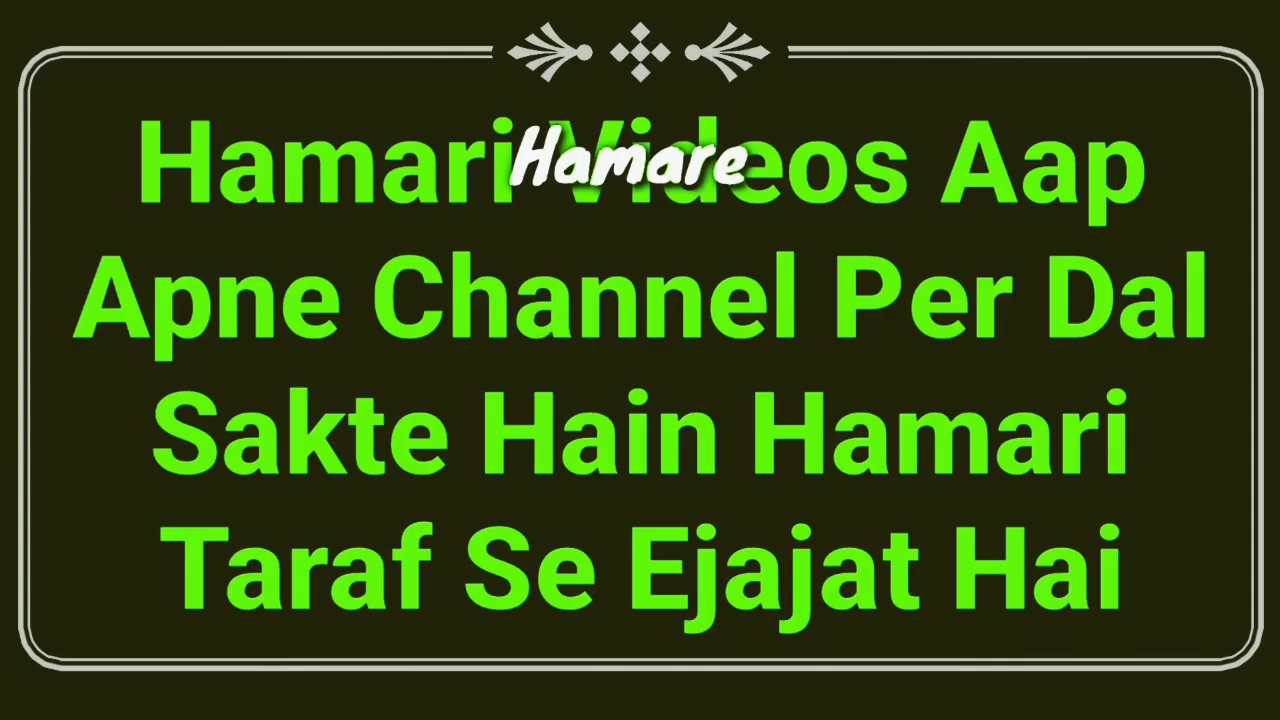 Hamari Videos Aap
Hamare
Apne Channel Per Dal
Sakte Hain Hamari
Taraf Se Ejajat Hai